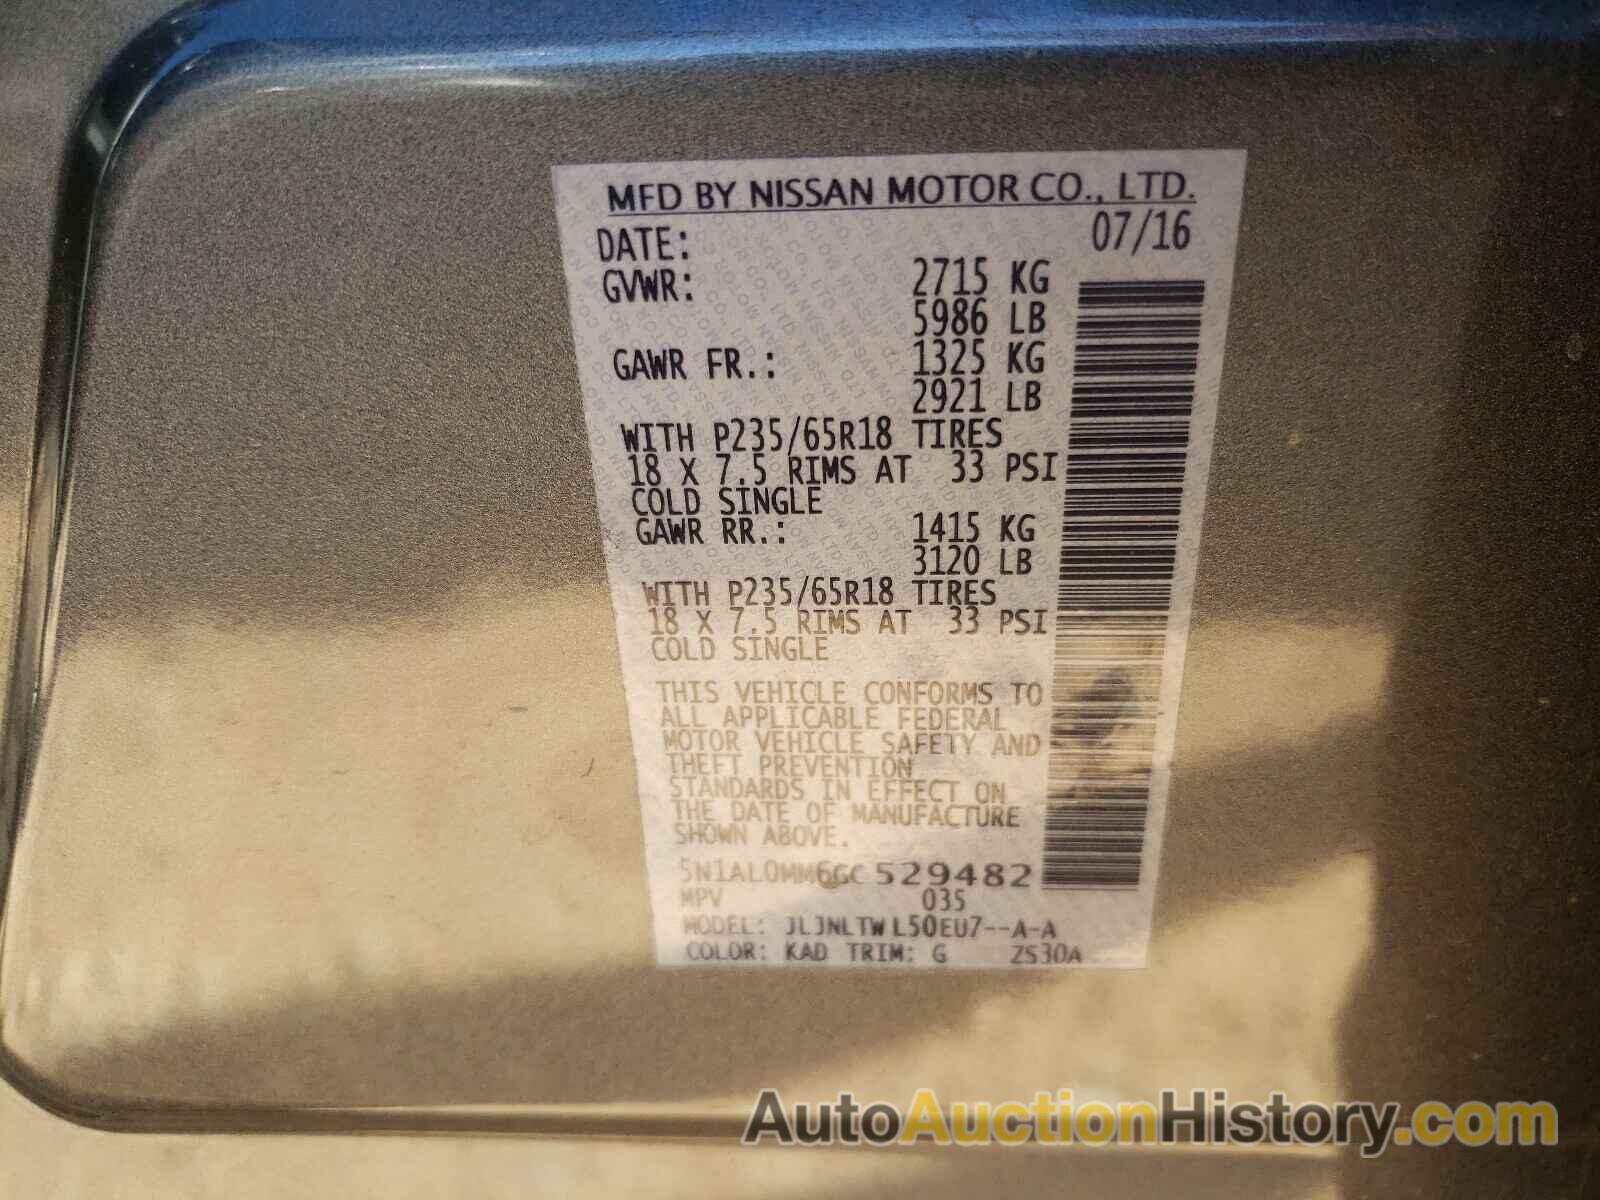 MFD BY NISSAN MOTOR CO., LTD.
DATE: 07/16
GVWR: 2715 KG
5986 LB
GAWR FR.: 1325 KG
2921 LB
WITH P235/65R18 TIRES
18 X 7.5 RIMS AT 33 PSI
COLD SINGLE
GAWR RR.: 1415 KG
3120 LB
WITH P235/65R18 TIRES
18 X 7.5 RIMS AT 33 PSI
COLD SINGLE
THIS VEHICLE CONFORMS TO
ALL APPLICABLE FEDERAL
MOTOR VEHICLE SAFETY AND
THEFT PREVENTION
STANDARDS IN EFFECT ON
THE DATE OF MANUFACTURE
SHOWN ABOVE.
5N1AL0MM6GC529482
MPV 035
MODEL: JLJNLTW L50EU7--A-A
COLOR: KAD TRIM: G ZS30A
AutoAuctionHistory.com